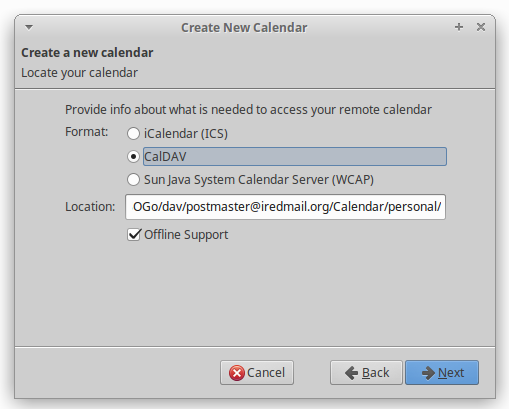 Create New Calendar
Create a new calendar
Locate your calendar
Provide info about what is needed to access your remote calendar
Format:
iCalendar (ICS)
CalDAV
Sun Java System Calendar Server (WCAP)
Location: OGo/dav/postmaster@iredmail.org/Calendar/personal/
Offline Support
Cancel Back Next